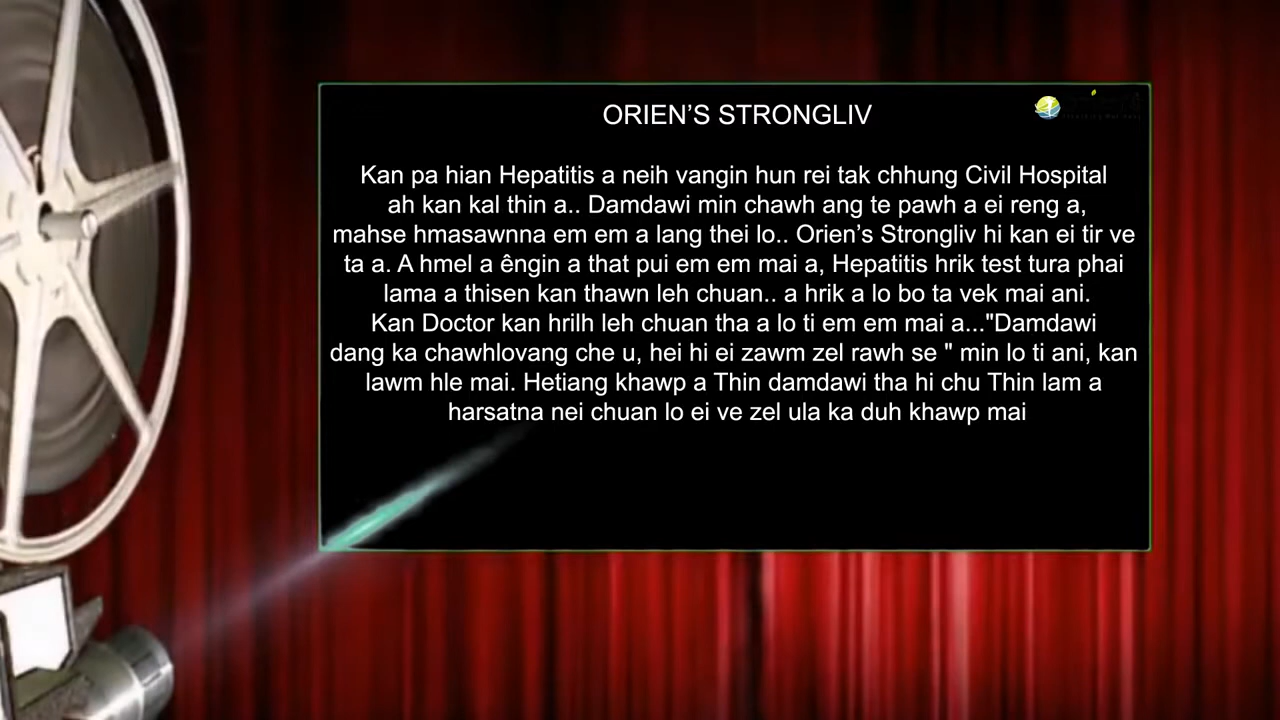 ORIEN’S STRONGLIV
Kan pa hian Hepatitis a neih vangin hun rei tak chhung Civil Hospital
ah kan kal thin a.. Damdawi min chawh ang te pawh a ei reng a,
mahse hmasawnna em em a lang thei lo.. Orien’s Strongliv hi kan ei tir ve
ta a. A hmel a êngin a that pui em em mai a, Hepatitis hrik test tura phai
lama a thisen kan thawn leh chuan.. a hrik a lo bo ta vek mai ani.
Kan Doctor kan hrilh leh chuan tha a lo ti em em mai a..."Damdawi
dang ka chawhlovang che u, hei hi ei zawm zel rawh se " min lo ti ani, kan
lawm hle mai. Hetiang khawp a Thin damdawi tha hi chu Thin lam a
harsatna nei chuan lo ei ve zel ula ka duh khawp mai